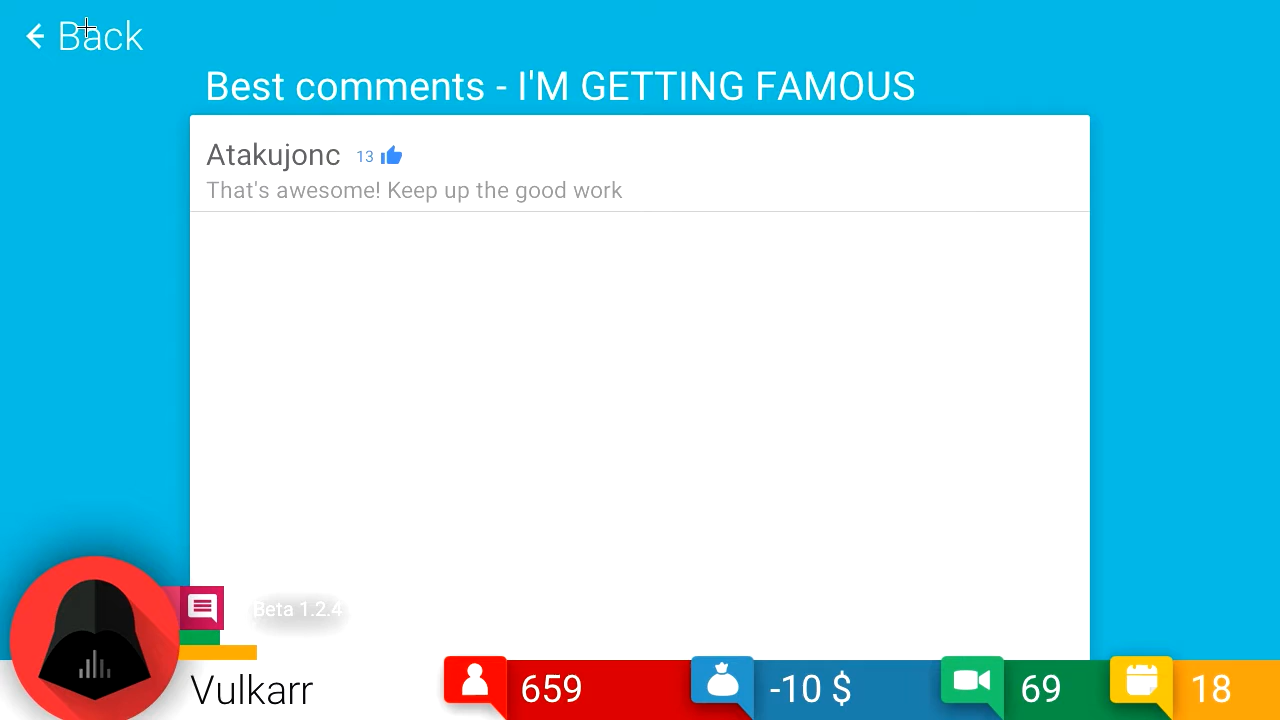 Back
Best comments - I'M GETTING FAMOUS
Atakujonc 13
That's awesome! Keep up the good work
Beta 1.2.4
Vulkarr 659 -10 $ 69 18